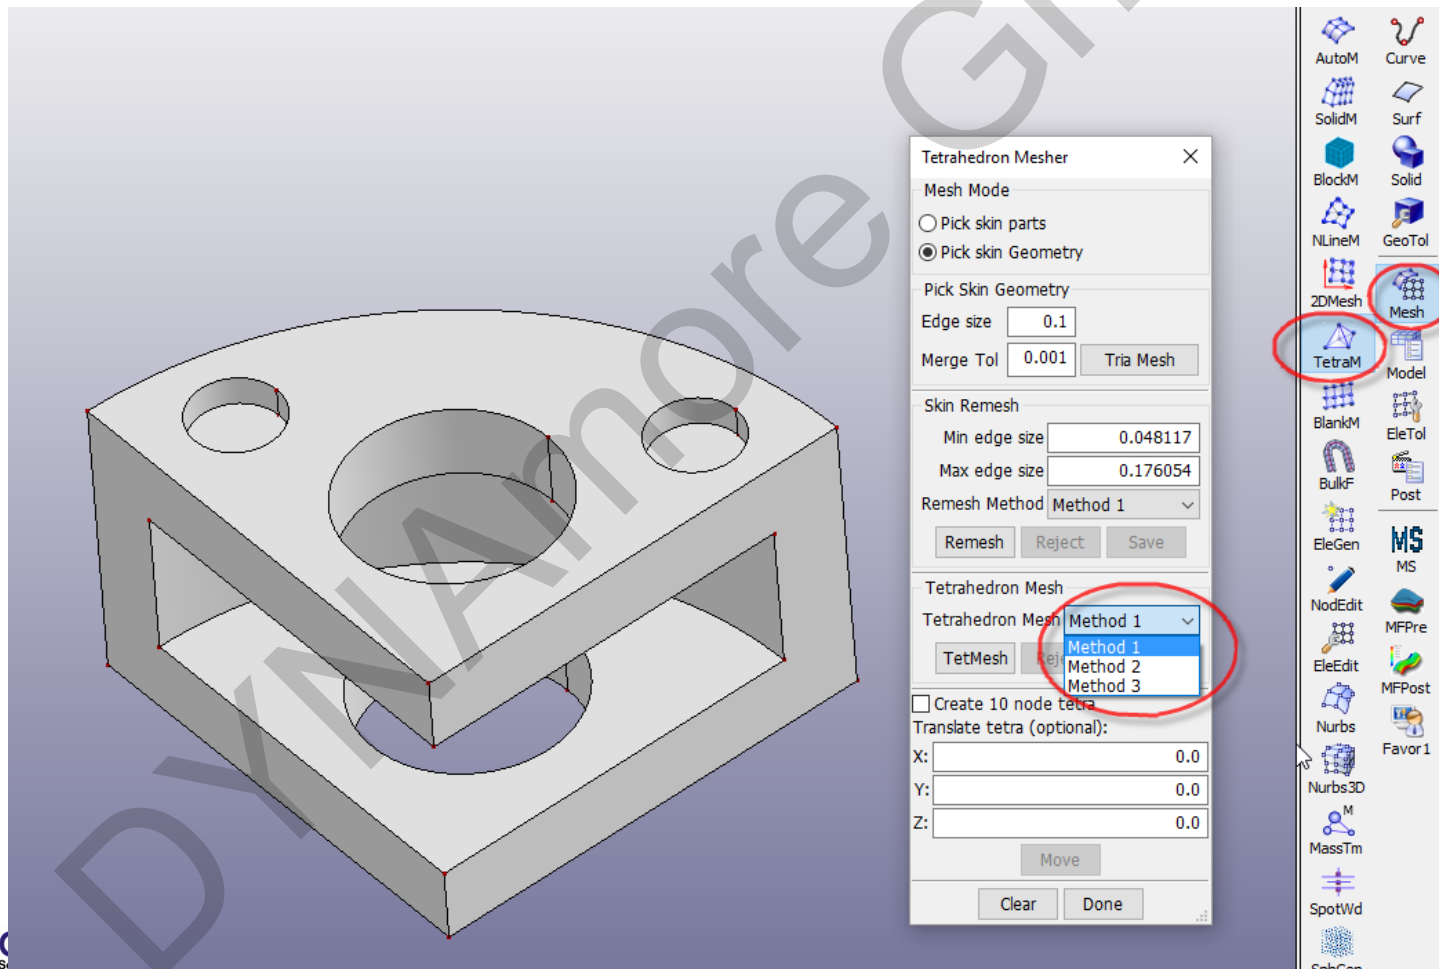 DYNAmore G
Tetrahedron Mesher
Mesh Mode
Pick skin parts
Pick skin Geometry
Pick Skin Geometry
Edge size 0.1
Merge Tol 0.001 Tria Mesh
Skin Remesh
Min edge size 0.048117
Max edge size 0.176054
Remesh Method Method 1
Remesh Reject Save
Tetrahedron Mesh
Tetrahedron Mesh Method 1
Method 1
TetMesh
Method 2
Method 3
Create 10 node tetra
Translate tetra (optional):
X: 0.0
Y: 0.0
Z: 0.0
Move
Clear Done
AutoM Curve
SolidM Surf
BlockM Solid
NLineM GeoTol
2DMesh Mesh
TetraM Model
BlankM EleTol
BulkF Post
EleGen MS
MS
NodEdit MFPre
EleEdit MFPost
Nurbs Favor1
Nurbs3D
M
MassTm
SpotWd